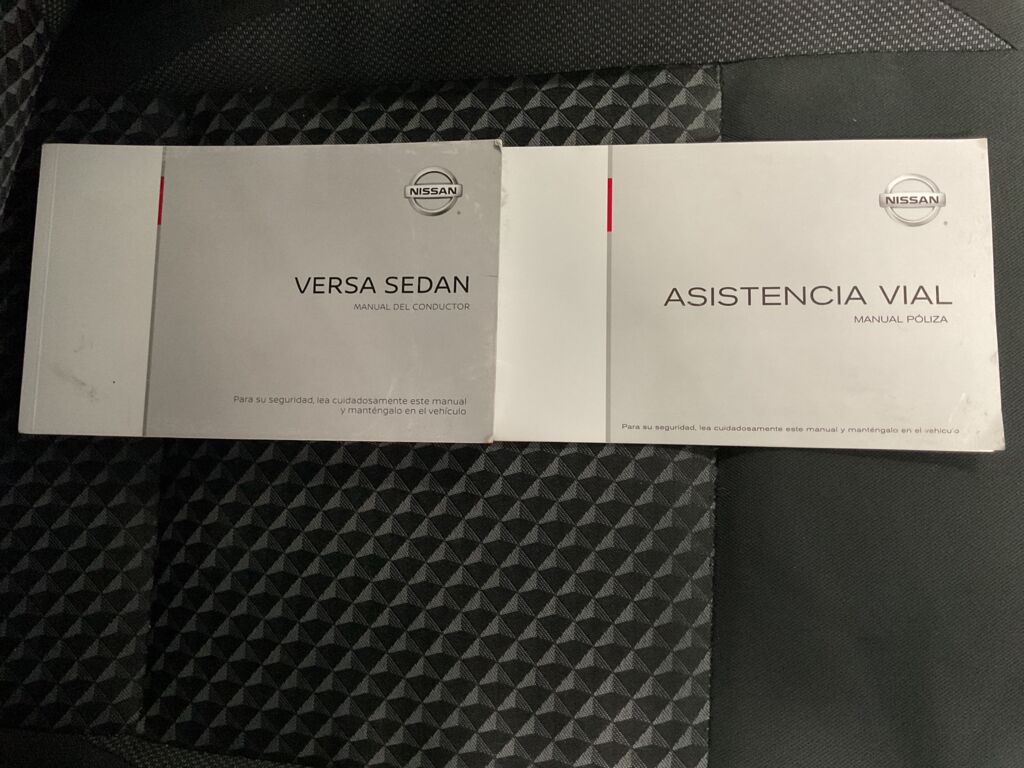 NISSAN
VERSA SEDAN
MANUAL DEL CONDUCTOR
Para su seguridad, lea cuidadosamente este manual
y manténgalo en el vehículo
NISSAN
ASISTENCIA VIAL
MANUAL PÓLIZA
Para su seguridad, lea cuidadosamente este manual y manténgalo en el vehículo